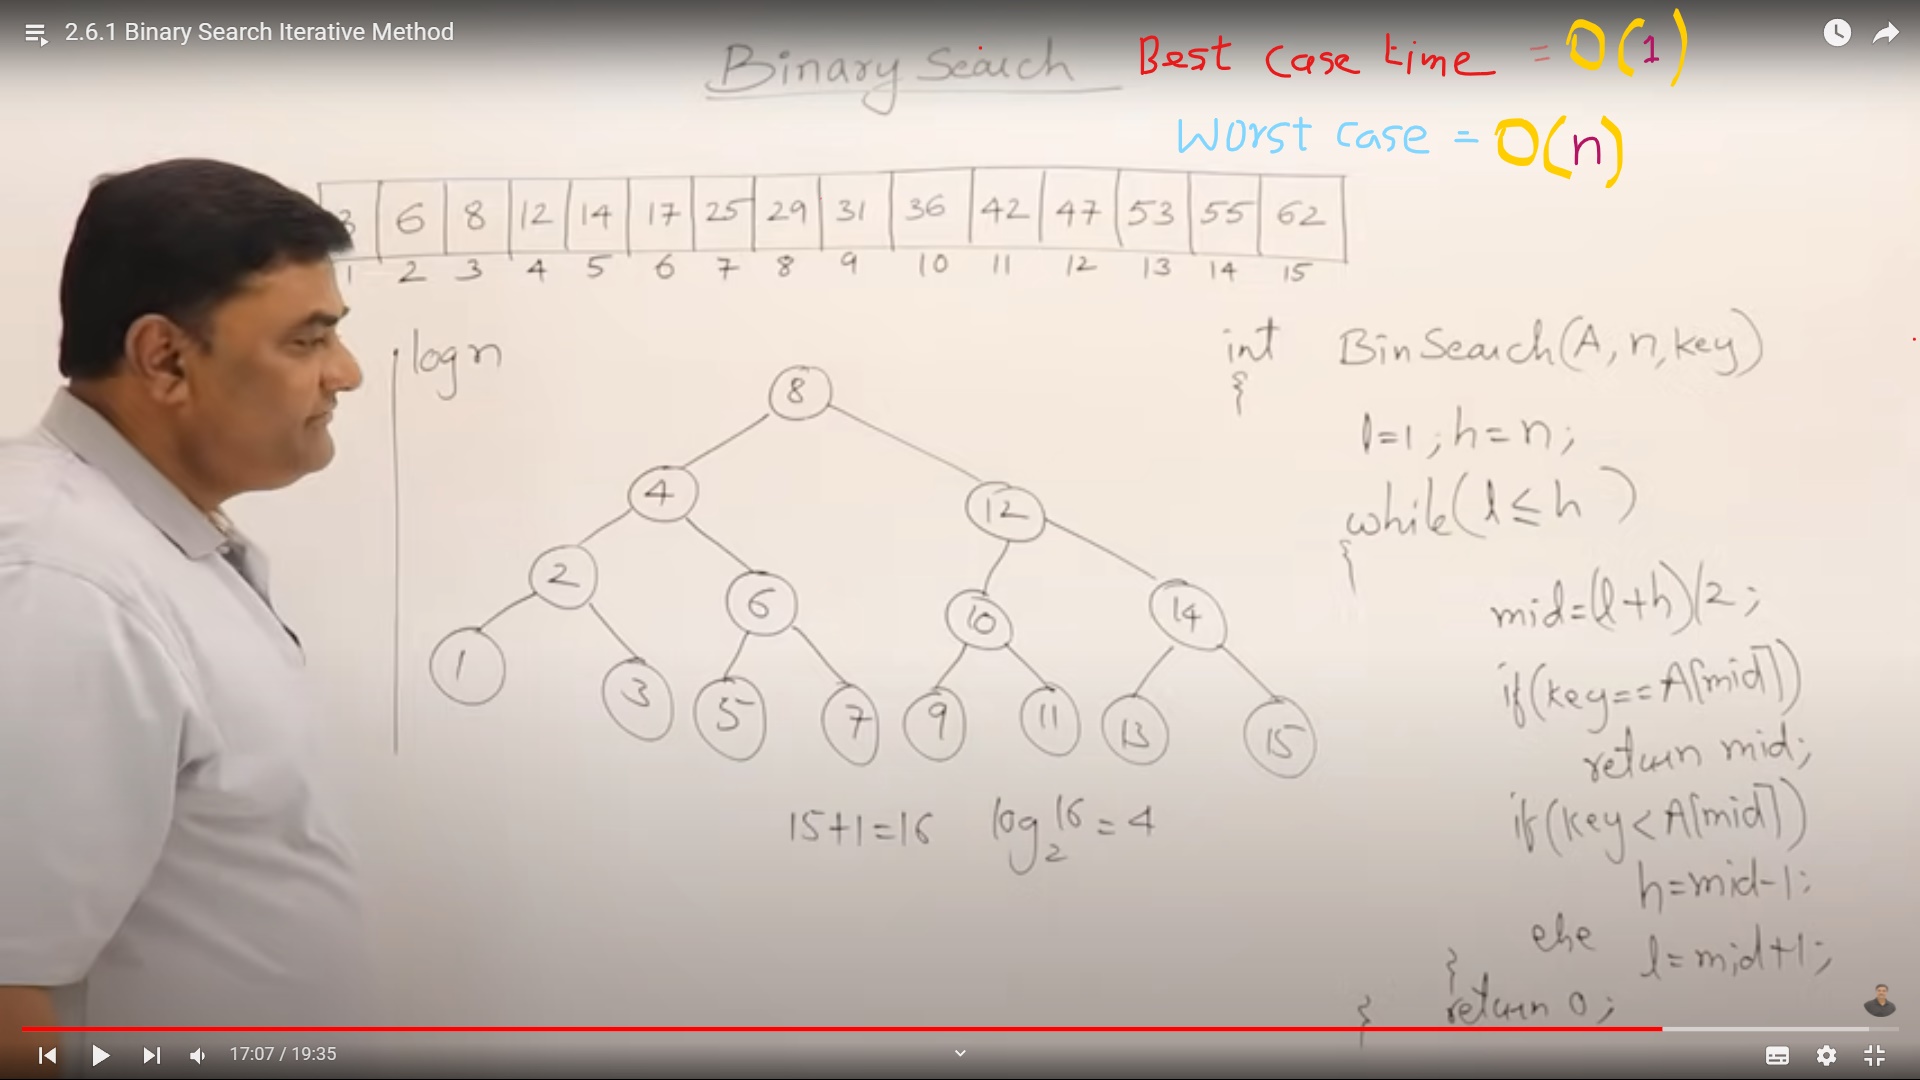 2.6.1 Binary Search Iterative Method
Binary Search
Best case time = O(1)
Worst case = O(n)
3 6 8 12 14 17 25 29 31 36 42 47 53 55 62
1 2 3 4 5 6 7 8 9 10 11 12 13 14 15
log n
8
4 12
2 6 10 14
1 3 5 7 9 11 13 15
15+1=16 log₂16=4
int BinSearch(A, n, key)
{
l=1; h=n;
while(l≤h)
{
mid=(l+h)/2;
if(key==A[mid])
return mid;
if(key<A[mid])
h=mid-1;
else l=mid+1;
}
return 0;
}
17:07 / 19:35